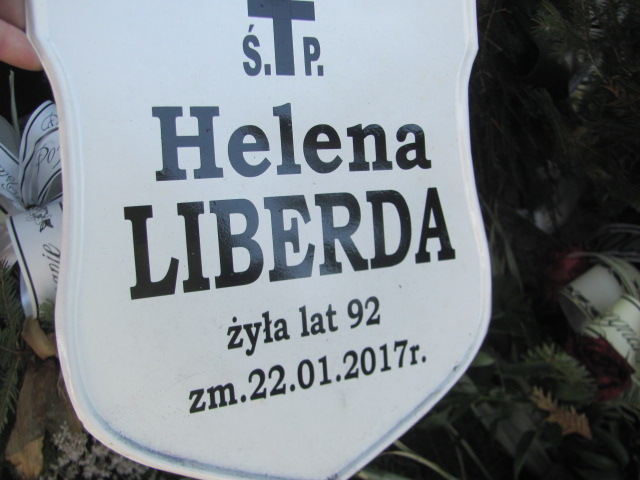 Ś. P.
Helena
LIBERDA
żyła lat 92
zm.22.01.2017r.